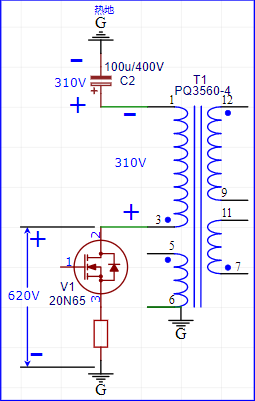 热地
G
−
100u/400V
C2
310V
+
+
T1
PQ3560-4
−
1
12
310V
+
3
9
11
2
+
1
V1
20N65
620V
3
5
7
6
−
G
G